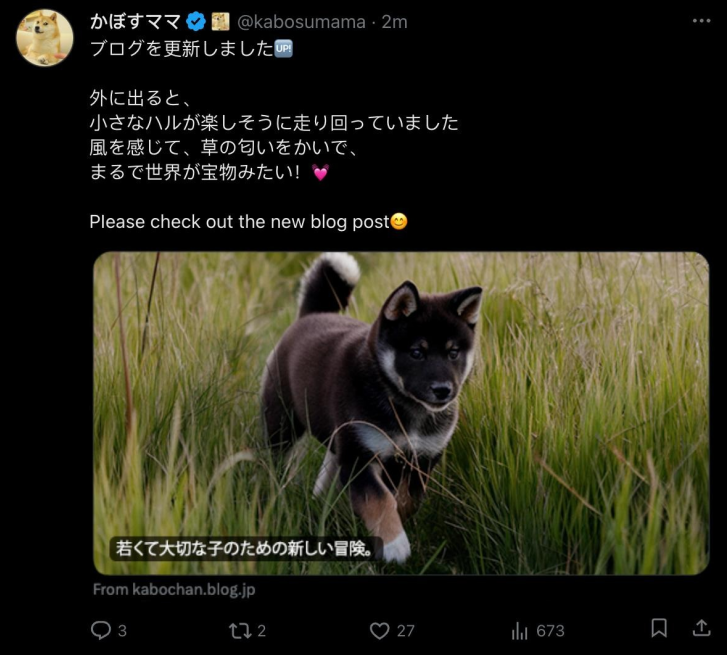 かぼすママ @kabosumama · 2m
ブログを更新しました🆙
外に出ると、
小さなハルが楽しそうに走り回っていました
風を感じて、草の匂いをかいで、
まるで世界が宝物みたい！💓
Please check out the new blog post😊
若くて大切な子のための新しい冒険。
From kabochan.blog.jp
3 2 27 673